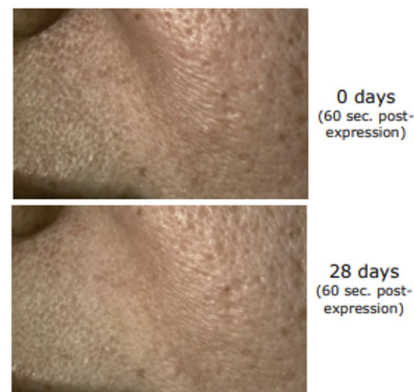 0 days
(60 sec. post-
expression)
28 days
(60 sec. post-
expression)